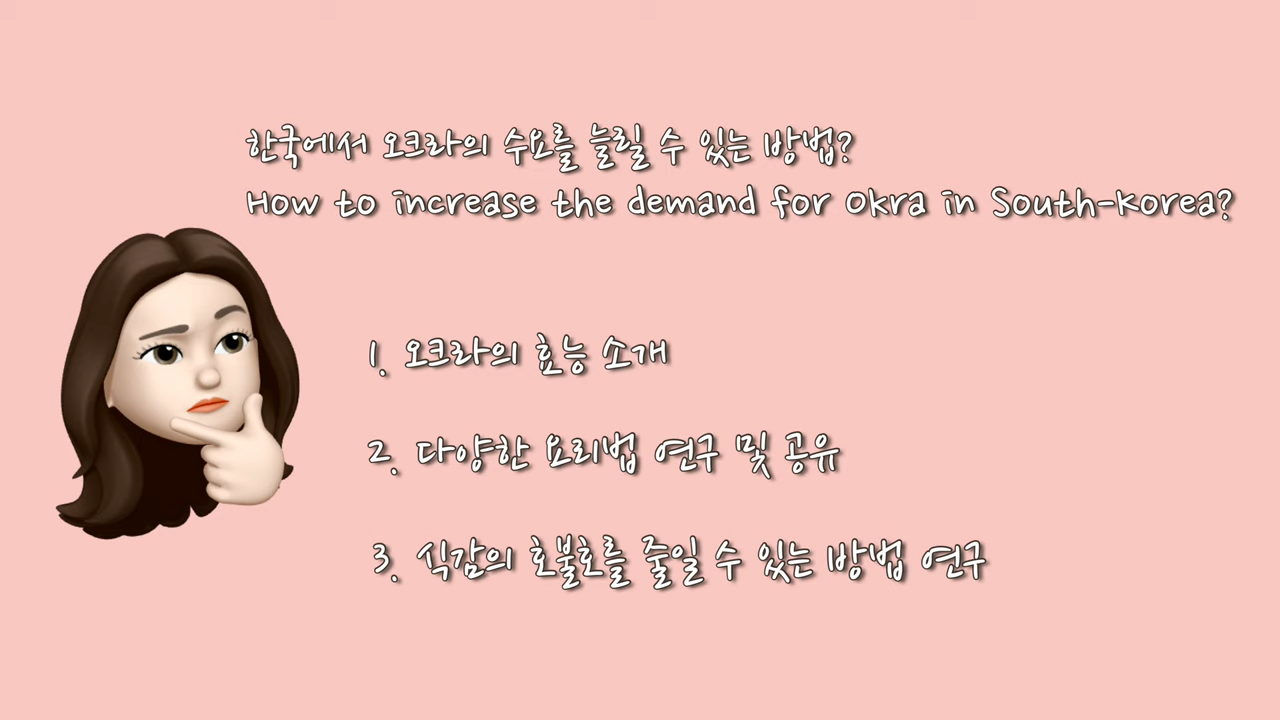 한국에서 오크라의 수요를 늘릴 수 있는 방법?
How to increase the demand for Okra in South-Korea?
1. 오크라의 효능 소개
2. 다양한 요리법 연구 및 공유
3. 식감의 호불호를 줄일 수 있는 방법 연구